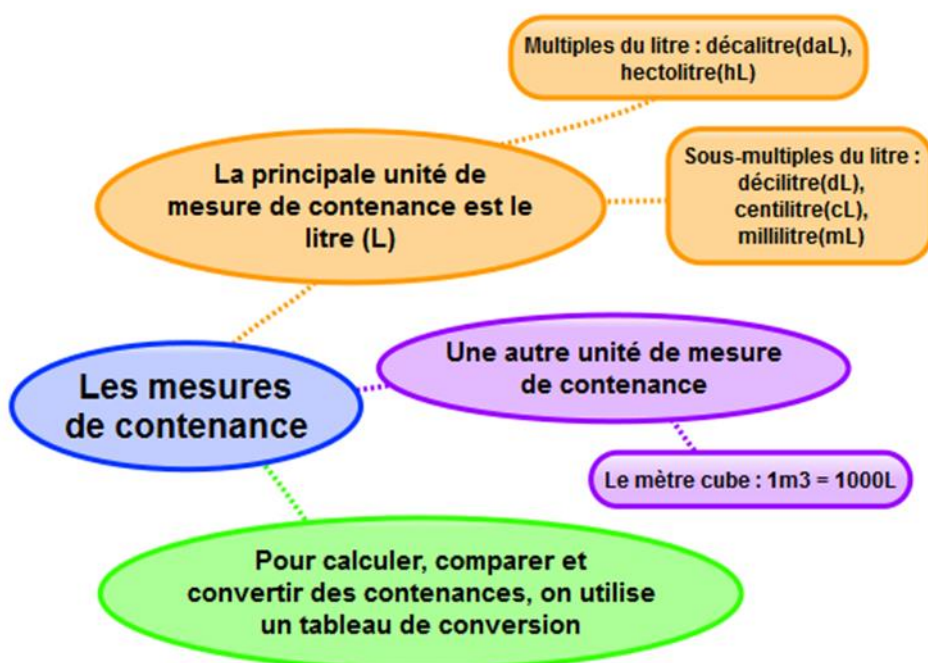 Multiples du litre : décalitre(daL),
hectolitre(hL)
La principale unité de
mesure de contenance est le
litre (L)
Sous-multiples du litre :
décilitre(dL),
centilitre(cL),
millilitre(mL)
Les mesures
de contenance
Une autre unité de mesure
de contenance
Le mètre cube : 1m3 = 1000L
Pour calculer, comparer et
convertir des contenances, on utilise
un tableau de conversion